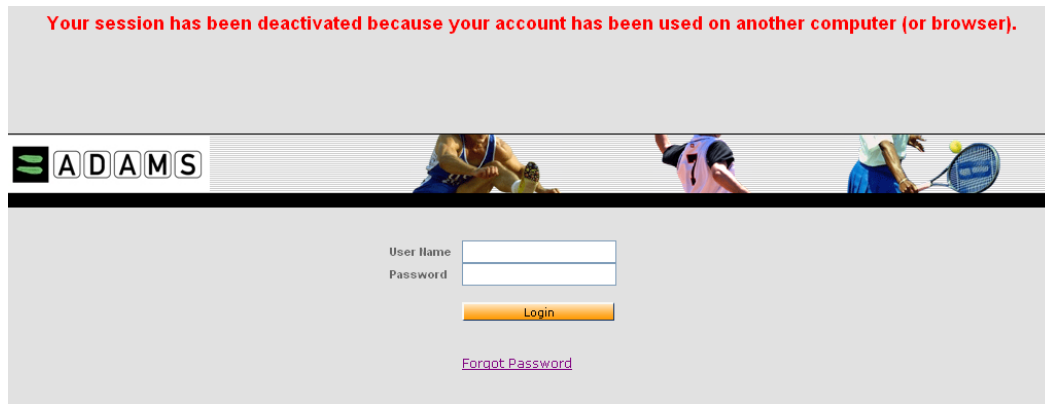 Your session has been deactivated because your account has been used on another computer (or browser).
ADAMS
User Name
Password
Login
Forgot Password